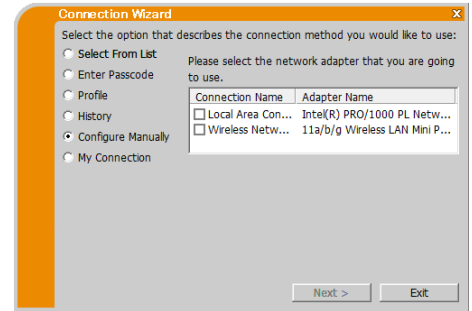 Connection Wizard
Select the option that describes the connection method you would like to use:
Select From List
Enter Passcode
Profile
History
Configure Manually
My Connection
Please select the network adapter that you are going
to use.
Connection Name Adapter Name
Local Area Con... Intel(R) PRO/1000 PL Netw...
Wireless Netw... 11a/b/g Wireless LAN Mini P...
Next > Exit